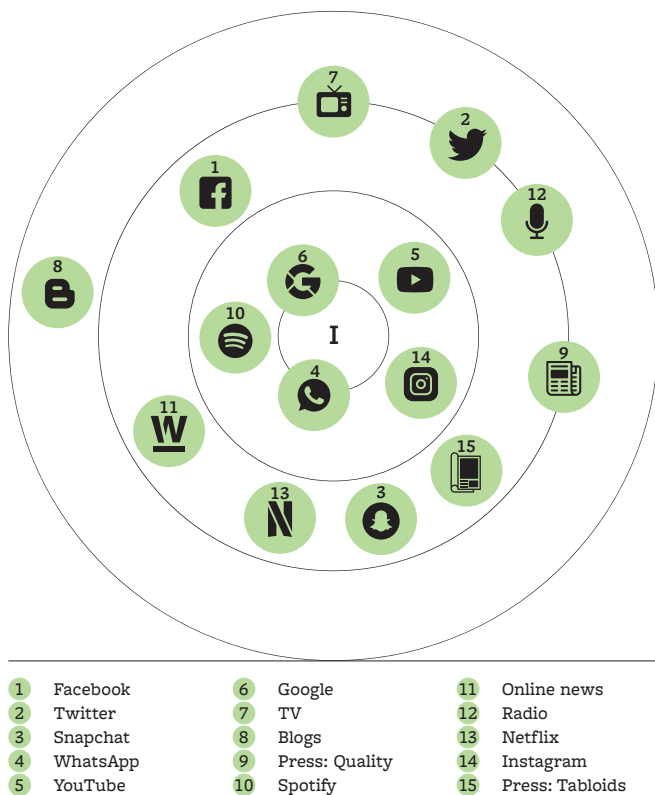 7
2
1
12
6
5
8
10
I
14
4
9
11
W
15
13
3
1 Facebook
2 Twitter
3 Snapchat
4 WhatsApp
5 YouTube
6 Google
7 TV
8 Blogs
9 Press: Quality
10 Spotify
11 Online news
12 Radio
13 Netflix
14 Instagram
15 Press: Tabloids